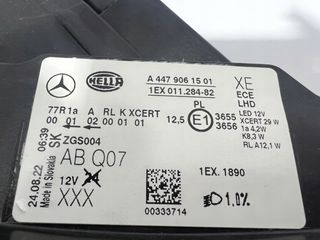 HELLA
A 447 906 15 01
1EX 011.284-82
XE
ECE
LHD
77R1a A RL K XCERT
00 01 02 00 01 01
PL
12,5
E1
3655
3656
LED 12V
XCERT 29 W
1a 4,2W
K8,3 W
RL A12,1 W
24.08.22 06:39
Made in Slovakia SK
ZGS004
AB Q07
12V
XXX
1EX. 1890
00333714
1.0%